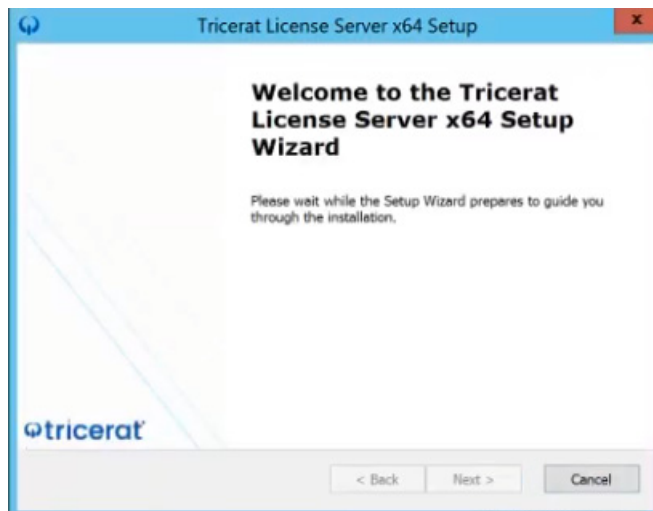 Tricerat License Server x64 Setup
x
Welcome to the Tricerat
License Server x64 Setup
Wizard
Please wait while the Setup Wizard prepares to guide you
through the installation.
tricerat
< Back Next > Cancel